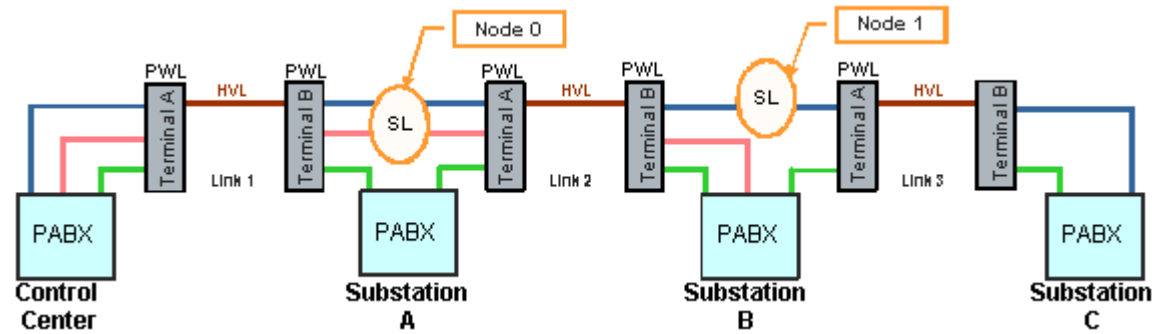 Node 0
Node 1
PWL
PWL
PWL
PWL
PWL
HVL
HVL
HVL
Terminal A
Terminal B
SL
Terminal A
Terminal B
SL
Terminal A
Terminal B
Link 1
Link 2
Link 3
PABX
PABX
PABX
PABX
Control
Center
Substation
A
Substation
B
Substation
C